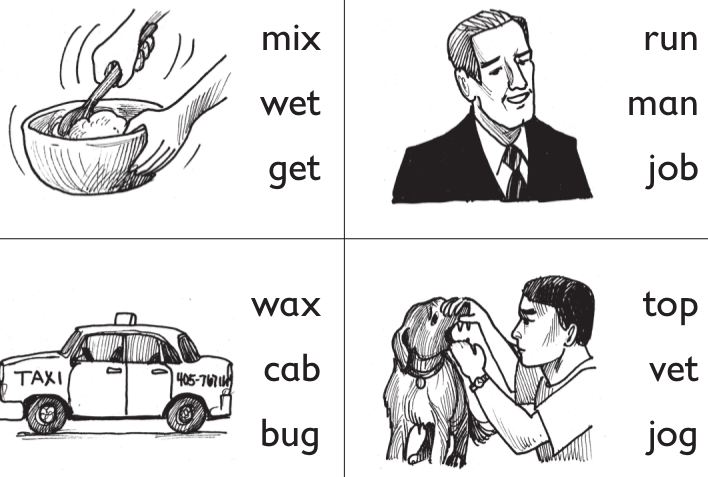 mix
wet
get
run
man
job
TAXI
wax
cab
bug
top
vet
jog